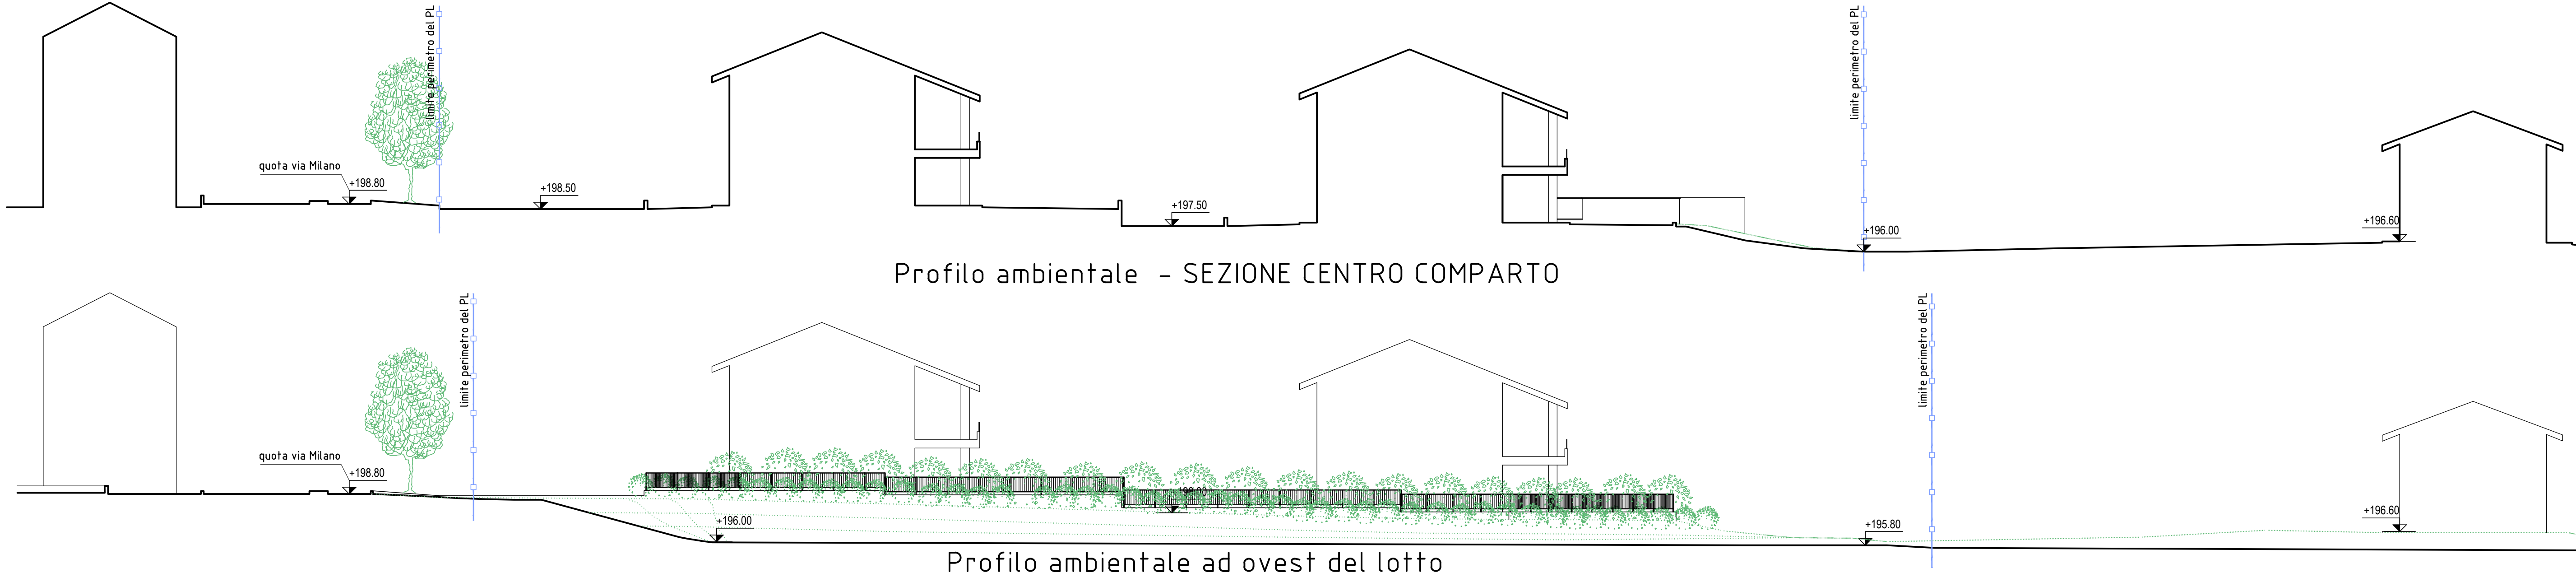 limite perimetro del PL
limite perimetro del PL
quota via Milano
+198.80
+198.50
+197.50
+196.00
+196.60
Profilo ambientale - SEZIONE CENTRO COMPARTO
limite perimetro del PL
limite perimetro del PL
quota via Milano
+198.80
+196.00
+195.80
+196.60
Profilo ambientale ad ovest del lotto